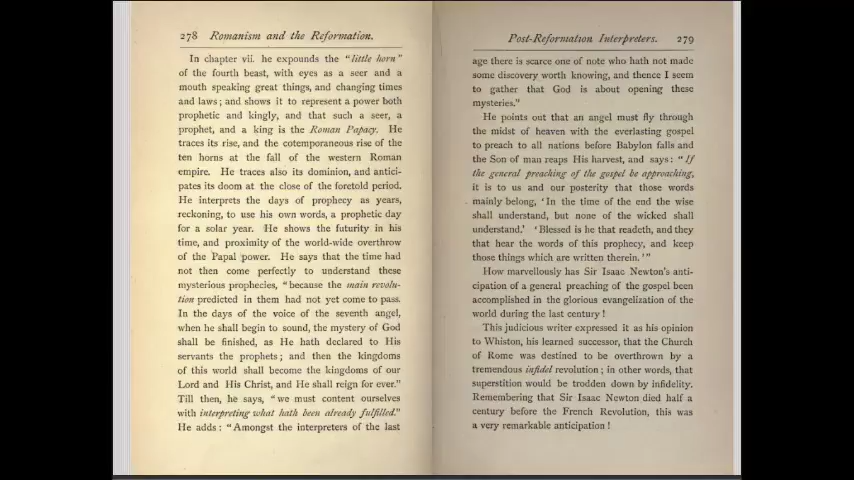 278 Romanism and the Reformation.
In chapter vii. he expounds the "little horn"
of the fourth beast, with eyes as a seer and a
mouth speaking great things, and changing times
and laws; and shows it to represent a power both
prophetic and kingly, and that such a seer, a
prophet, and a king is the Roman Papacy. He
traces its rise, and the cotemporaneous rise of the
ten horns at the fall of the western Roman
empire. He traces also its dominion, and antici-
pates its doom at the close of the foretold period.
He interprets the days of prophecy as years,
reckoning, to use his own words, a prophetic day
for a solar year. He shows the futurity in his
time, and proximity of the world-wide overthrow
of the Papal power. He says that the time had
not then come perfectly to understand these
mysterious prophecies, "because the main revolu-
tion predicted in them had not yet come to pass.
In the days of the voice of the seventh angel,
when he shall begin to sound, the mystery of God
shall be finished, as He hath declared to His
servants the prophets; and then the kingdoms
of this world shall become the kingdoms of our
Lord and His Christ, and He shall reign for ever."
Till then, he says, "we must content ourselves
with interpreting what hath been already fulfilled."
He adds: "Amongst the interpreters of the last
Post-Reformation Interpreters. 279
age there is scarce one of note who hath not made
some discovery worth knowing, and thence I seem
to gather that God is about opening these
mysteries."
He points out that an angel must fly through
the midst of heaven with the everlasting gospel
to preach to all nations before Babylon falls and
the Son of man reaps His harvest, and says: "If
the general preaching of the gospel be approaching,
it is to us and our posterity that those words
mainly belong, 'In the time of the end the wise
shall understand, but none of the wicked shall
understand.' 'Blessed is he that readeth, and they
that hear the words of this prophecy, and keep
those things which are written therein.'"
How marvellously has Sir Isaac Newton's anti-
cipation of a general preaching of the gospel been
accomplished in the glorious evangelization of the
world during the last century!
This judicious writer expressed it as his opinion
to Whiston, his learned successor, that the Church
of Rome was destined to be overthrown by a
tremendous infidel revolution; in other words, that
superstition would be trodden down by infidelity.
Remembering that Sir Isaac Newton died half a
century before the French Revolution, this was
a very remarkable anticipation!